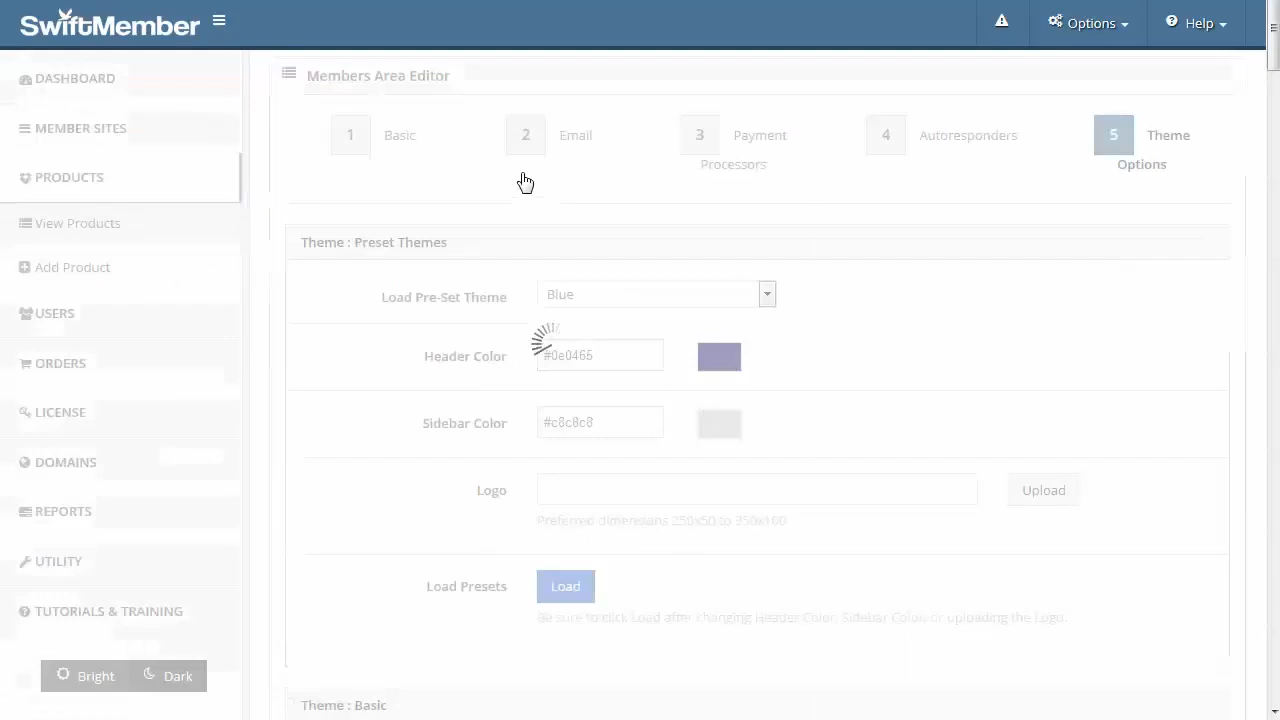 SwiftMember
Options
Help
DASHBOARD
MEMBER SITES
PRODUCTS
View Products
Add Product
USERS
ORDERS
LICENSE
DOMAINS
REPORTS
UTILITY
TUTORIALS & TRAINING
Bright
Dark
Members Area Editor
1 Basic
2 Email
3 Payment
Processors
4 Autoresponders
5 Theme
Options
Theme : Preset Themes
Load Pre-Set Theme
Blue
Header Color
#0e0465
Sidebar Color
#c8c8c8
Logo
Upload
Preferred dimensions 250x50 to 350x100
Load Presets
Load
Be sure to click Load after changing Header Color, Sidebar Color, or uploading the Logo.
Theme : Basic